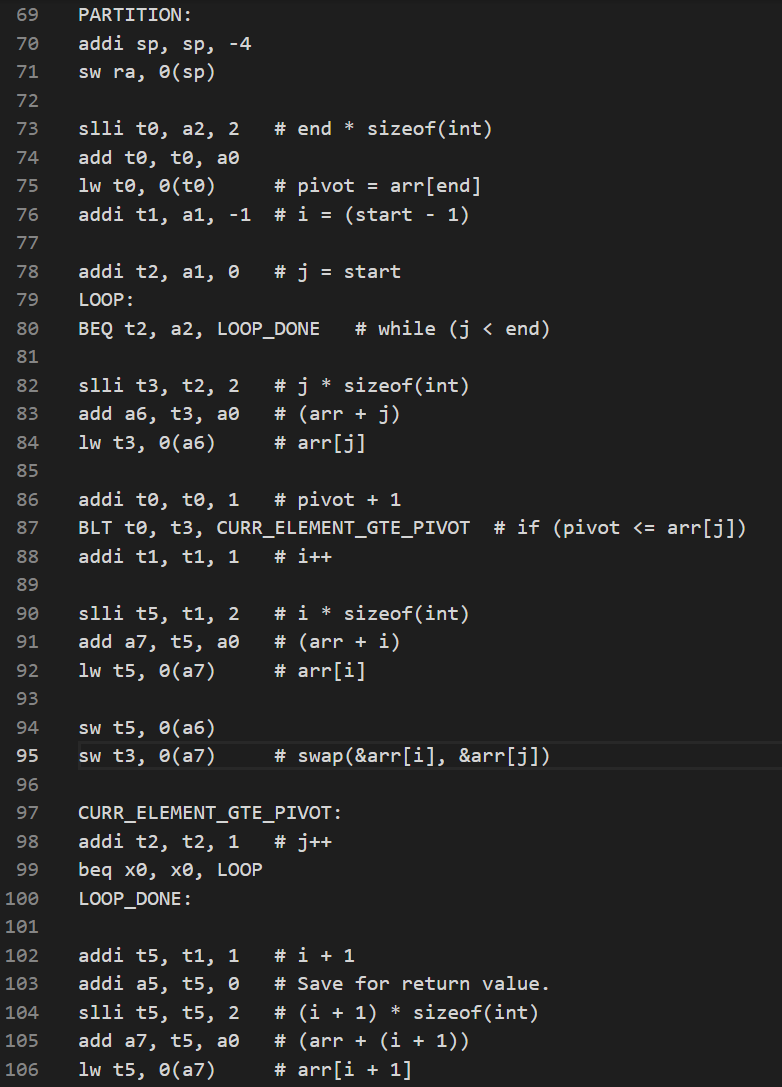 69 PARTITION:
70 addi sp, sp, -4
71 sw ra, 0(sp)
72
73 slli t0, a2, 2 # end * sizeof(int)
74 add t0, t0, a0
75 lw t0, 0(t0) # pivot = arr[end]
76 addi t1, a1, -1 # i = (start - 1)
77
78 addi t2, a1, 0 # j = start
79 LOOP:
80 BEQ t2, a2, LOOP_DONE # while (j < end)
81
82 slli t3, t2, 2 # j * sizeof(int)
83 add a6, t3, a0 # (arr + j)
84 lw t3, 0(a6) # arr[j]
85
86 addi t0, t0, 1 # pivot + 1
87 BLT t0, t3, CURR_ELEMENT_GTE_PIVOT # if (pivot <= arr[j])
88 addi t1, t1, 1 # i++
89
90 slli t5, t1, 2 # i * sizeof(int)
91 add a7, t5, a0 # (arr + i)
92 lw t5, 0(a7) # arr[i]
93
94 sw t5, 0(a6)
95 sw t3, 0(a7) # swap(&arr[i], &arr[j])
96
97 CURR_ELEMENT_GTE_PIVOT:
98 addi t2, t2, 1 # j++
99 beq x0, x0, LOOP
100 LOOP_DONE:
101
102 addi t5, t1, 1 # i + 1
103 addi a5, t5, 0 # Save for return value.
104 slli t5, t5, 2 # (i + 1) * sizeof(int)
105 add a7, t5, a0 # (arr + (i + 1))
106 lw t5, 0(a7) # arr[i + 1]